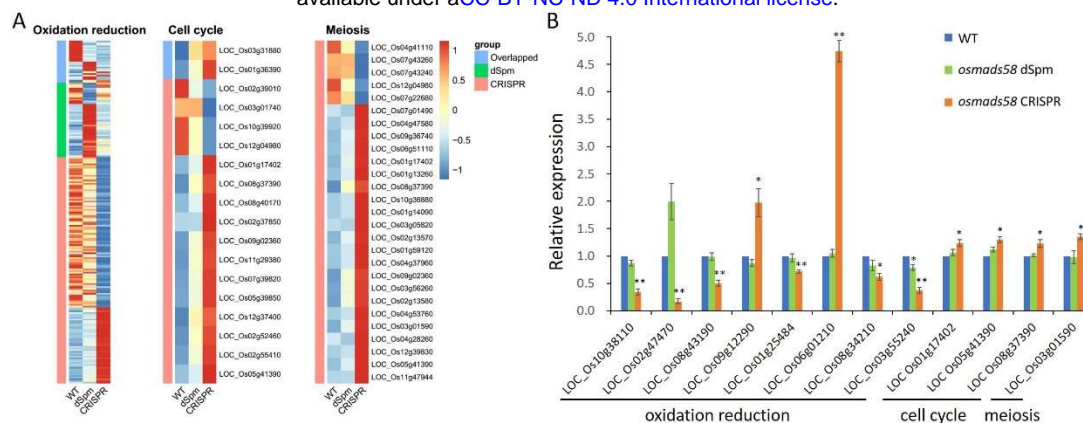 available under aCC-BY-NC-ND 4.0 International license.
A
Oxidation reduction
WT
dSpm
CRISPR
Cell cycle
LOC_Os03g31880
LOC_Os01g36390
LOC_Os02g39010
LOC_Os03g01740
LOC_Os10g39920
LOC_Os12g04980
LOC_Os01g17402
LOC_Os08g37390
LOC_Os08g40170
LOC_Os02g37850
LOC_Os09g02360
LOC_Os11g29380
LOC_Os07g39820
LOC_Os05g39850
LOC_Os12g37400
LOC_Os02g52460
LOC_Os02g55410
LOC_Os05g41390
WT
dSpm
CRISPR
Meiosis
LOC_Os04g41110
LOC_Os07g43260
LOC_Os07g43240
LOC_Os12g04980
LOC_Os07g22680
LOC_Os07g01490
LOC_Os04g47580
LOC_Os09g36740
LOC_Os06g51110
LOC_Os01g17402
LOC_Os01g13260
LOC_Os08g37390
LOC_Os10g36880
LOC_Os01g14090
LOC_Os03g05820
LOC_Os02g13570
LOC_Os01g59120
LOC_Os04g37960
LOC_Os09g02360
LOC_Os03g56260
LOC_Os02g13580
LOC_Os04g53760
LOC_Os03g01590
LOC_Os04g28260
LOC_Os12g39830
LOC_Os05g41390
LOC_Os11g47944
WT
dSpm
CRISPR
1
0.5
0
−0.5
−1
group
Overlapped
dSpm
CRISPR
B
Relative expression
5.0
4.5
4.0
3.5
3.0
2.5
2.0
1.5
1.0
0.5
0.0
WT
osmads58 dSpm
osmads58 CRISPR
**
**
**
*
**
**
*
*
**
*
*
*
*
LOC_Os10g38110
LOC_Os02g47470
LOC_Os08g43190
LOC_Os09g12290
LOC_Os01g25484
LOC_Os06g01210
LOC_Os08g34210
LOC_Os03g55240
LOC_Os01g17402
LOC_Os05g41390
LOC_Os08g37390
LOC_Os03g01590
oxidation reduction
cell cycle
meiosis